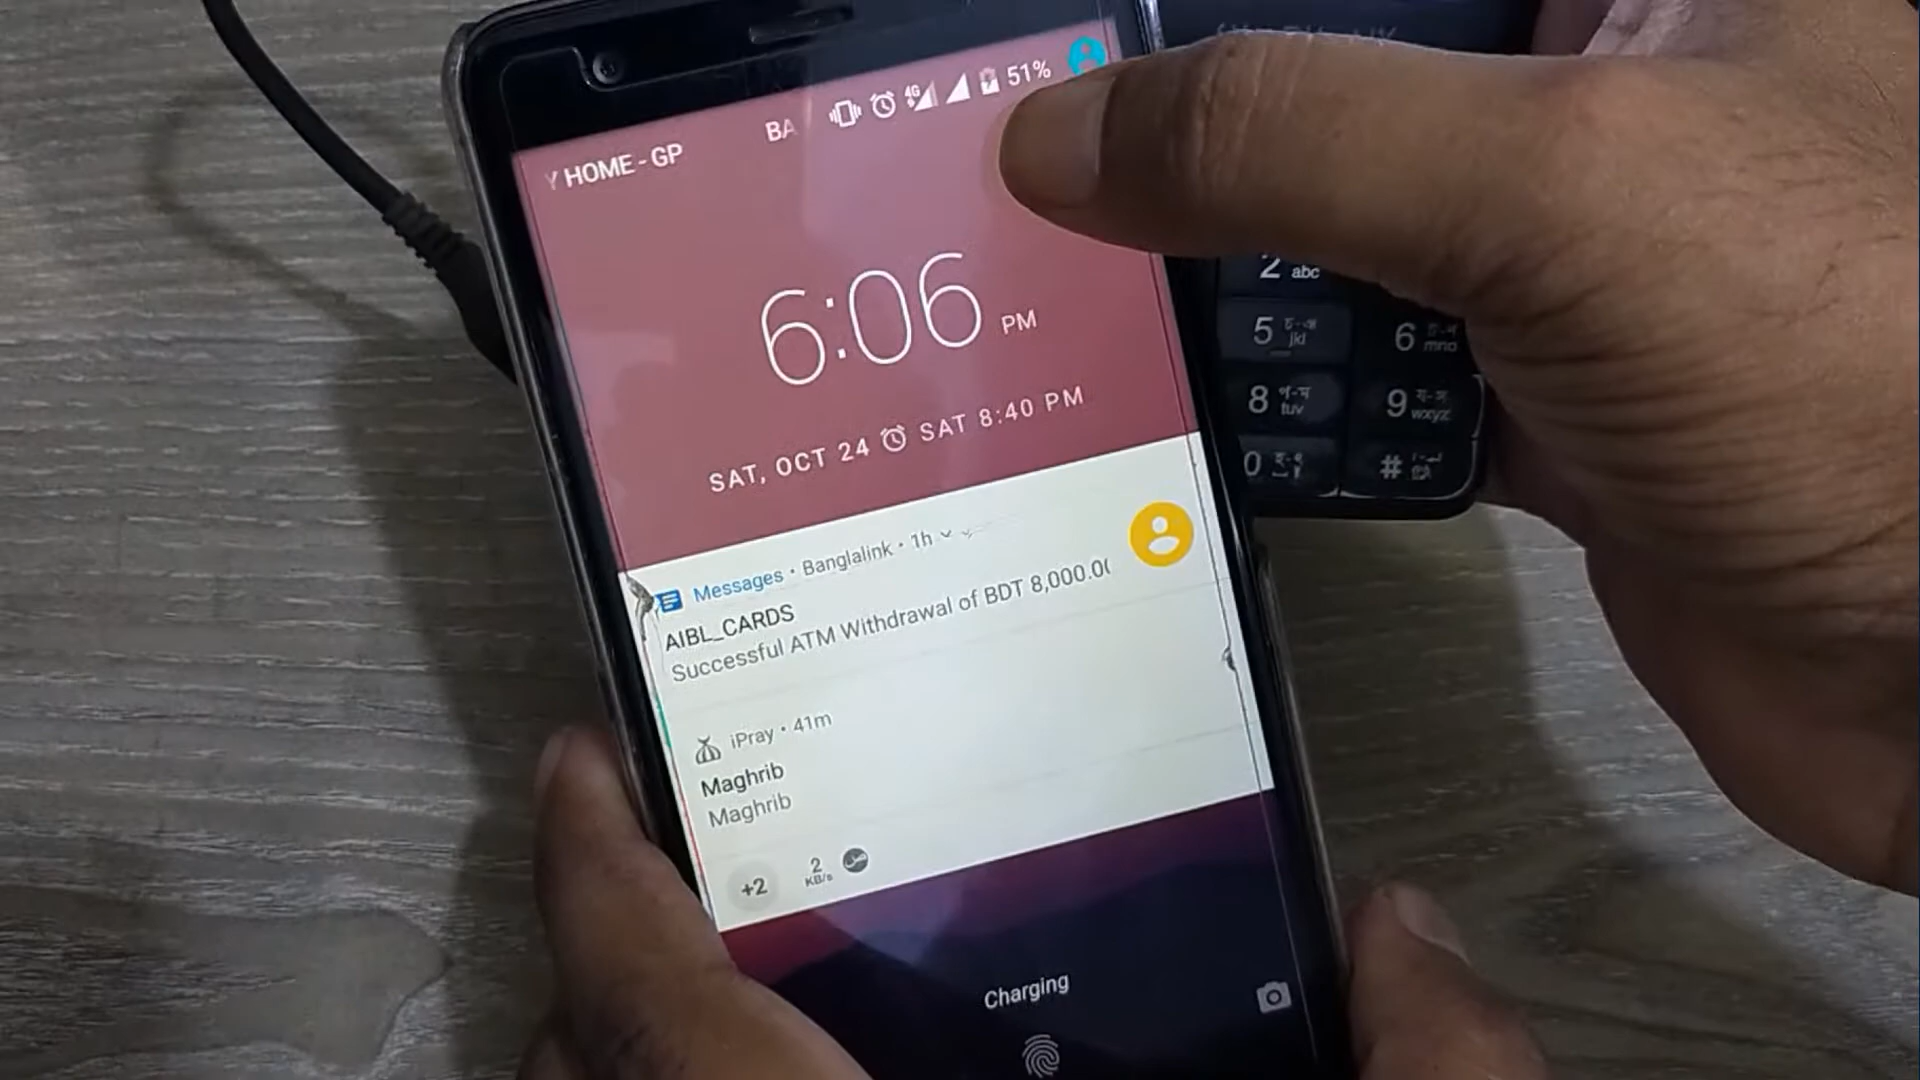 51%
HOME - GP
BA
6:06 PM
SAT, OCT 24 SAT 8:40 PM
Messages • Banglalink • 1h
AIBL_CARDS
Successful ATM Withdrawal of BDT 8,000.0
iPray • 41m
Maghrib
Maghrib
+2
2
KB/s
Charging
2 abc
5 jkl
6 mno
8 tuv
9 wxyz
0
#